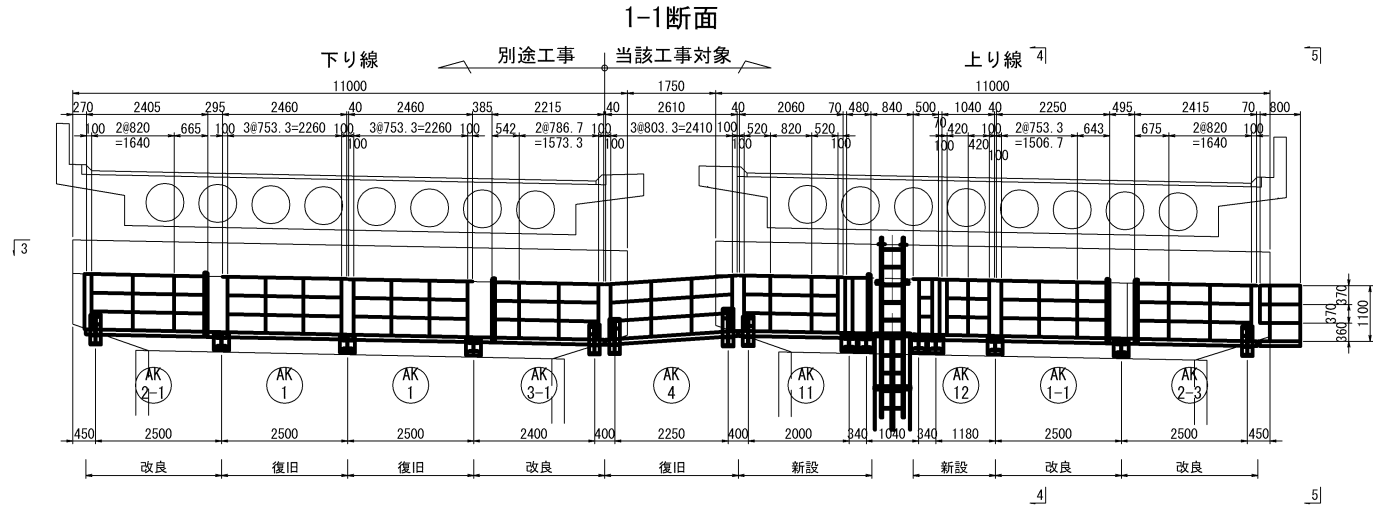 1-1断面
下り線 別途工事 当該工事対象 上り線 4 5
11000 1750 11000
270 2405 295 2460 40 2460 385 2215 40 2610 40 2060 70 480 840 500 1040 40 2250 495 2415 70 800
70
100 2@820 665 100 3@753.3=2260 100 3@753.3=2260 100 542 2@786.7 100 3@803.3=2410 100 520 820 520 420 100 2@753.3 643 675 2@820 100
=1640 100 =1573.3 100 100 100 100 420 =1506.7 =1640
100
3
370
370
360
1100
AK 2-1
AK 1
AK 1
AK 3-1
AK 4
AK 11
AK 12
AK 1-1
AK 2-3
450 2500 2500 2500 2400 400 2250 400 2000 340 1040 340 1180 2500 2500 450
改良 復旧 復旧 改良 復旧 新設 新設 改良 改良
4 5